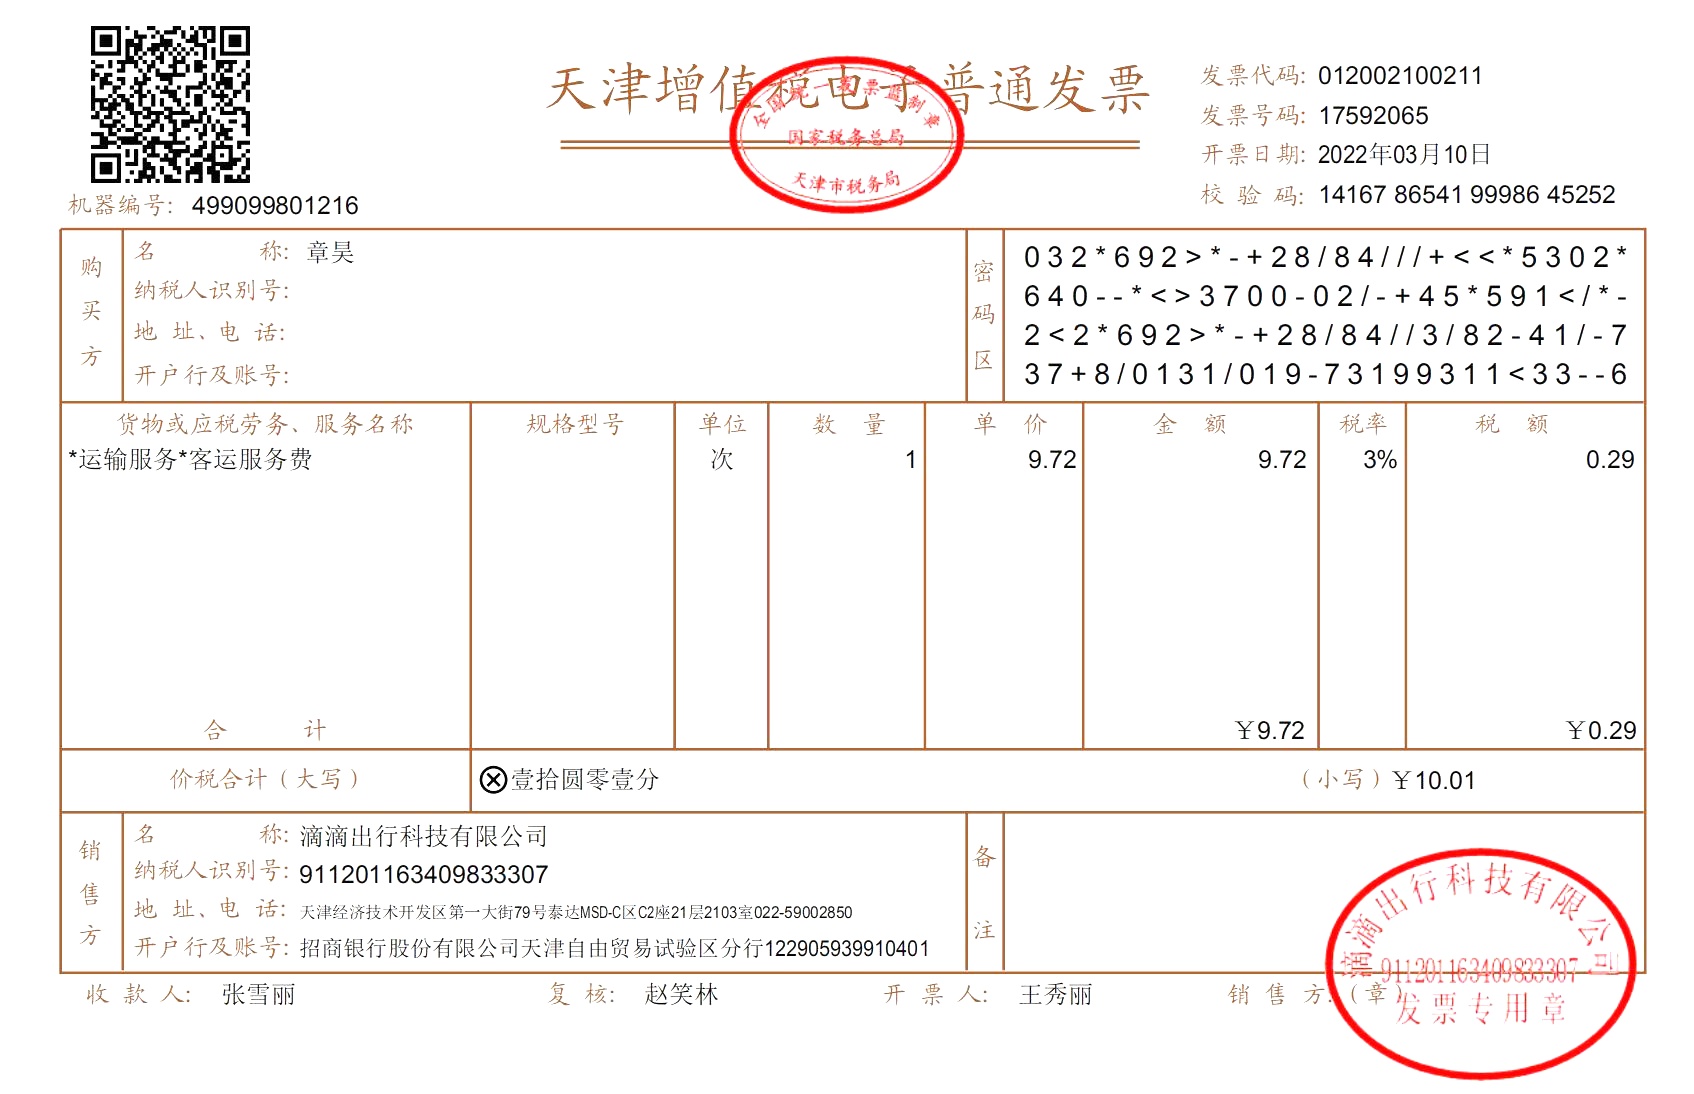 天津增值税电子普通发票
全国统一发票监制章
国家税务总局
天津市税务局
发票代码: 012002100211
发票号码: 17592065
开票日期: 2022年03月10日
校 验 码: 14167 86541 99986 45252
机器编号: 499099801216
购买方
名 称: 章昊
纳税人识别号:
地 址、电 话:
开户行及账号:
密码区
032*692>*-+28/84///+<<*5302*
640--*<>3700-02/-+45*591</*-
2<2*692>*-+28/84//3/82-41/-7
37+8/0131/019-73199311<33--6
货物或应税劳务、服务名称 规格型号 单位 数 量 单 价 金 额 税率 税 额
*运输服务*客运服务费 次 1 9.72 9.72 3% 0.29
合 计 ￥9.72 ￥0.29
价税合计（大写） ⊗壹拾圆零壹分 （小写）￥10.01
销售方
名 称: 滴滴出行科技有限公司
纳税人识别号: 911201163409833307
地 址、电 话: 天津经济技术开发区第一大街79号泰达MSD-C区C2座21层2103室022-59002850
开户行及账号: 招商银行股份有限公司天津自由贸易试验区分行122905939910401
备注
收 款 人: 张雪丽 复 核: 赵笑林 开 票 人: 王秀丽 销 售 方:（章）
滴滴出行科技有限公司
911201163409833307
发票专用章